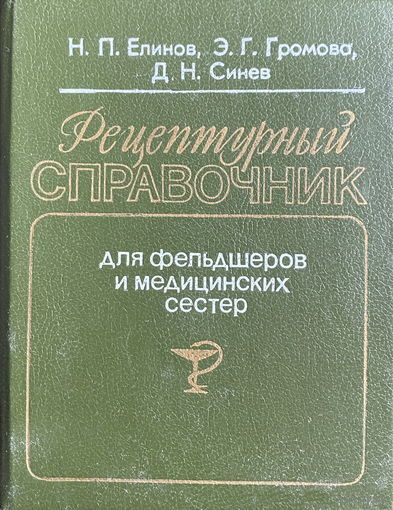 Н. П. Елинов, Э. Г. Громова,
Д. Н. Синев
Рецептурный
СПРАВОЧНИК
для фельдшеров
и медицинских
сестер